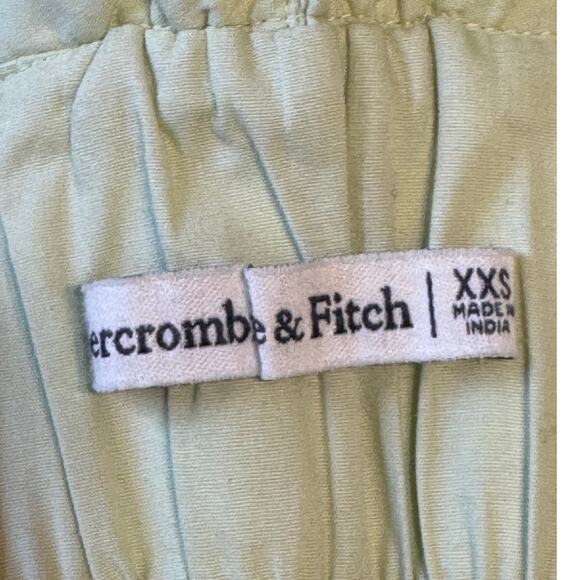 ercrombe & Fitch | XXS
MADE IN
INDIA